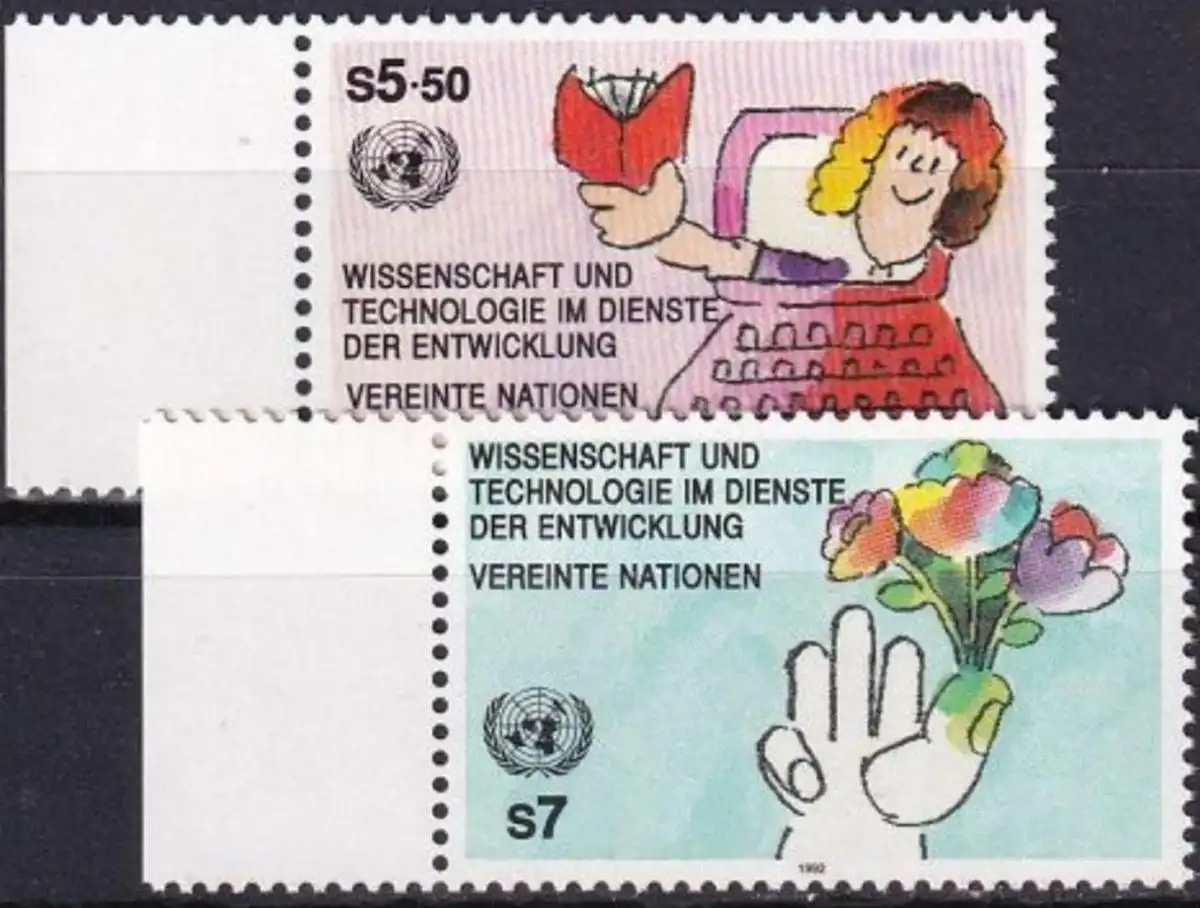 S5·50
WISSENSCHAFT UND
TECHNOLOGIE IM DIENSTE
DER ENTWICKLUNG
VEREINTE NATIONEN
WISSENSCHAFT UND
TECHNOLOGIE IM DIENSTE
DER ENTWICKLUNG
VEREINTE NATIONEN
S7
1992